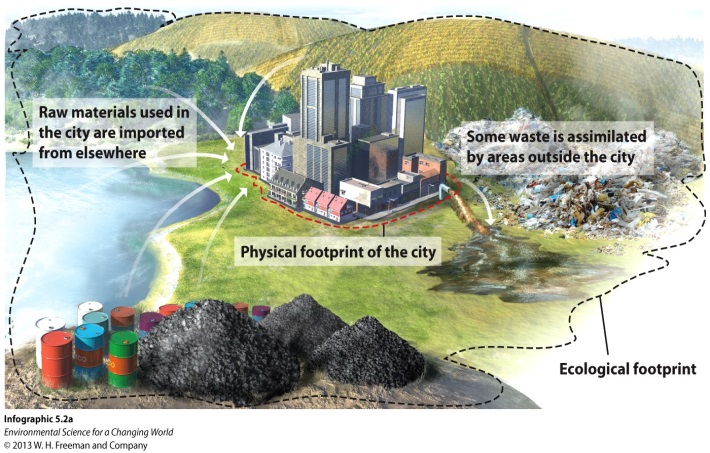 Raw materials used in
the city are imported
from elsewhere
Some waste is assimilated
by areas outside the city
Physical footprint of the city
Ecological footprint
Infographic 5.2a
Environmental Science for a Changing World
© 2013 W. H. Freeman and Company